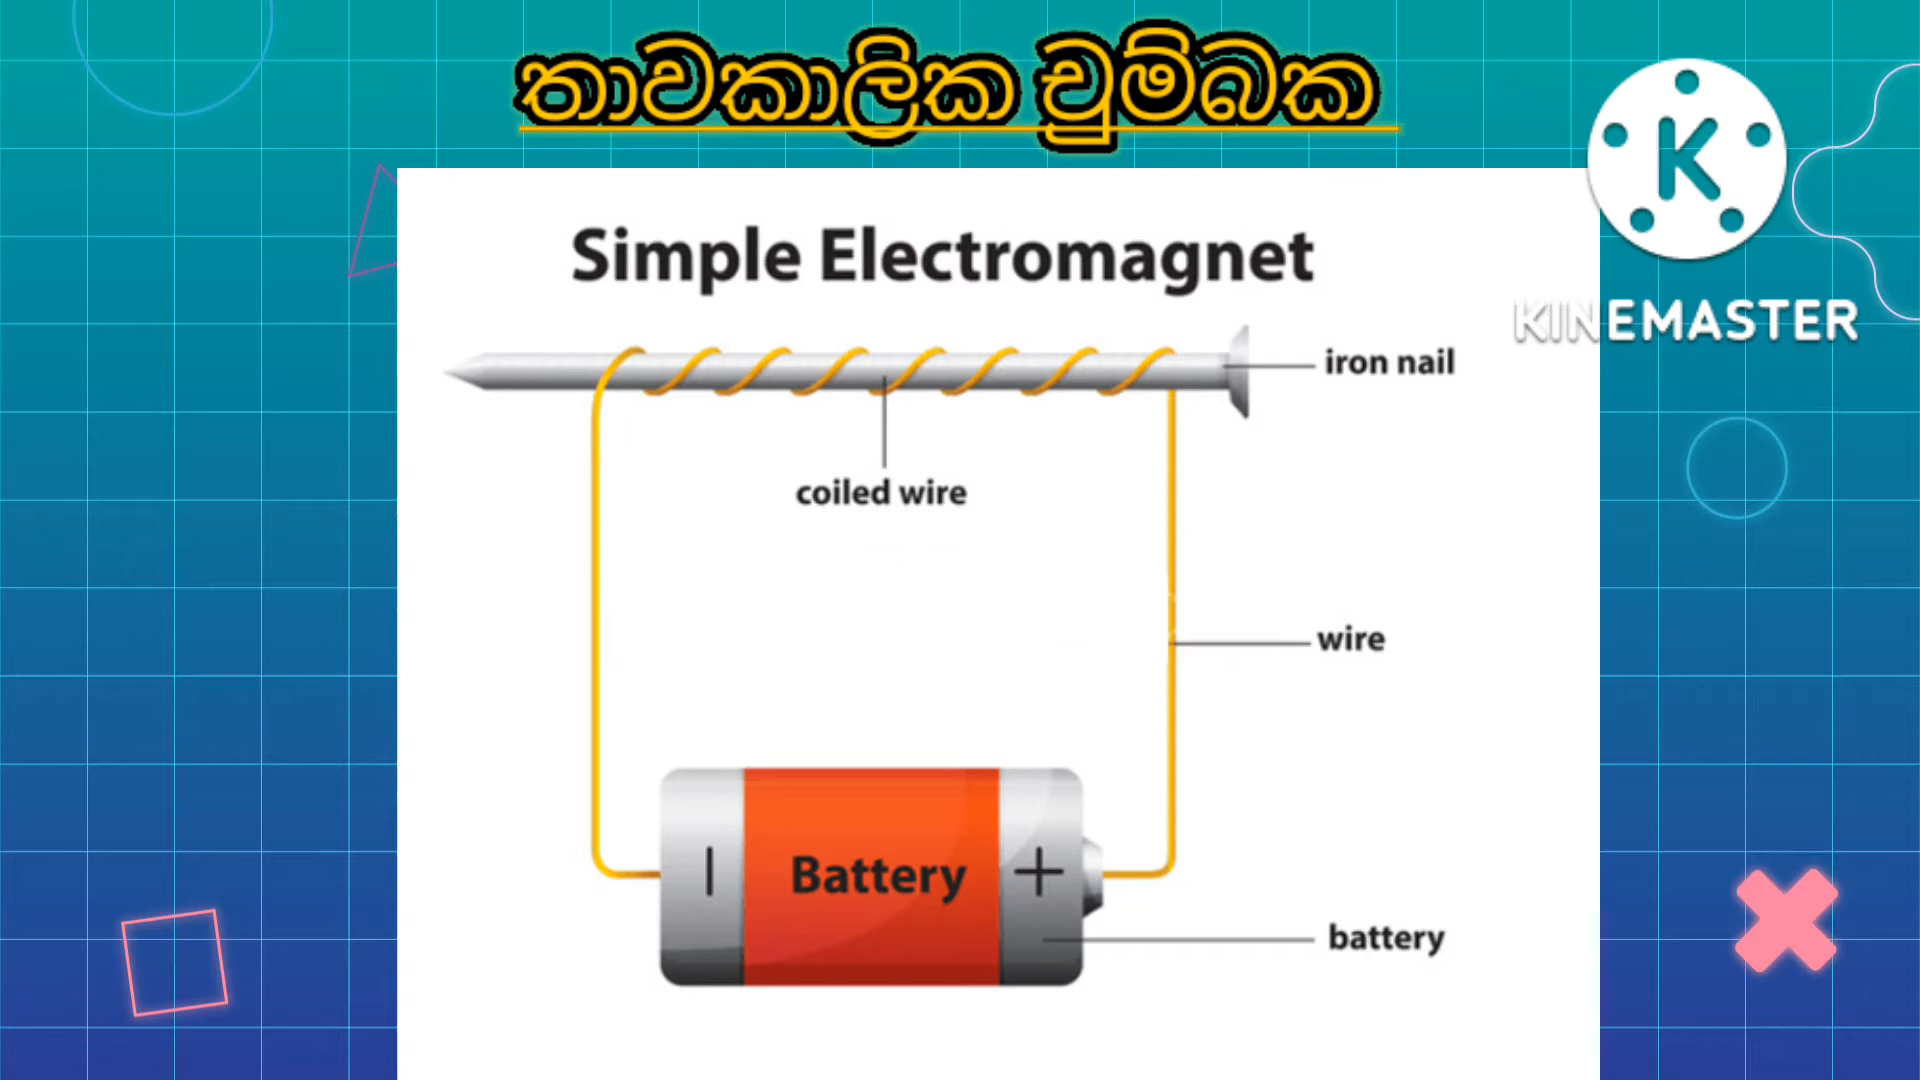 තාවකාලික චුම්බක
Simple Electromagnet
K
KINEMASTER
iron nail
coiled wire
wire
Battery
battery